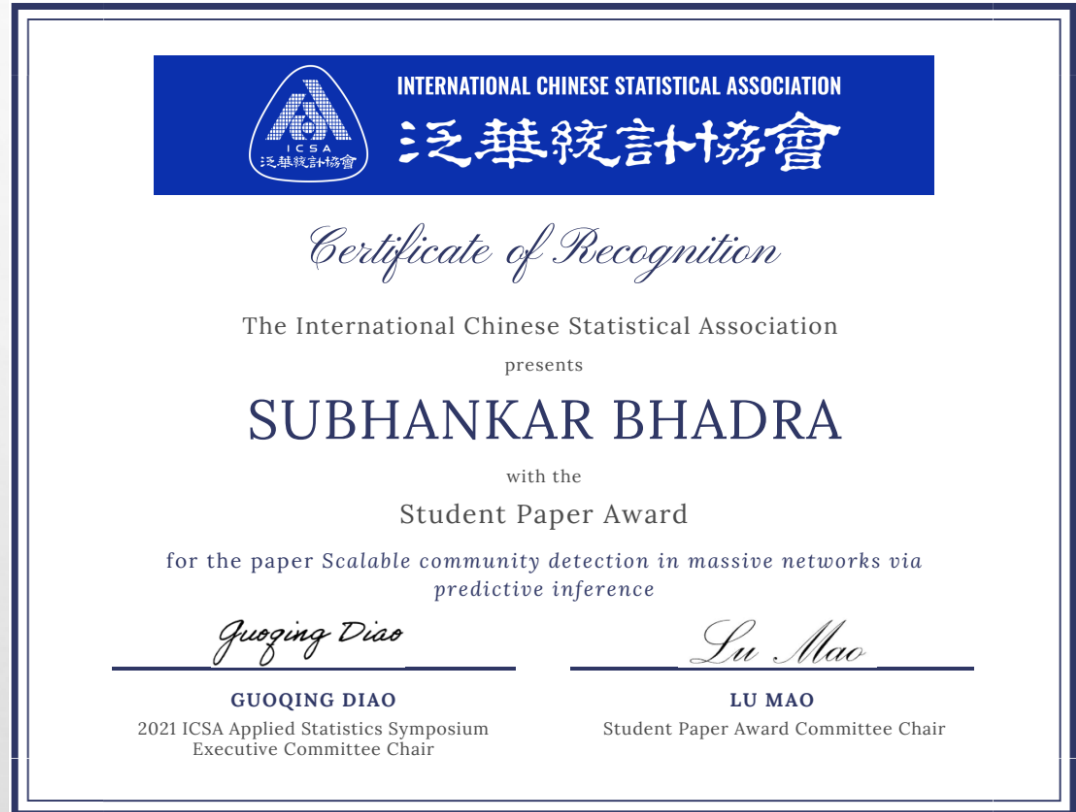 INTERNATIONAL CHINESE STATISTICAL ASSOCIATION
ICSA
泛華統計協會
泛華統計協會
Certificate of Recognition
The International Chinese Statistical Association
presents
SUBHANKAR BHADRA
with the
Student Paper Award
for the paper Scalable community detection in massive networks via
predictive inference
Guoqing Diao
Lu Mao
GUOQING DIAO
2021 ICSA Applied Statistics Symposium
Executive Committee Chair
LU MAO
Student Paper Award Committee Chair